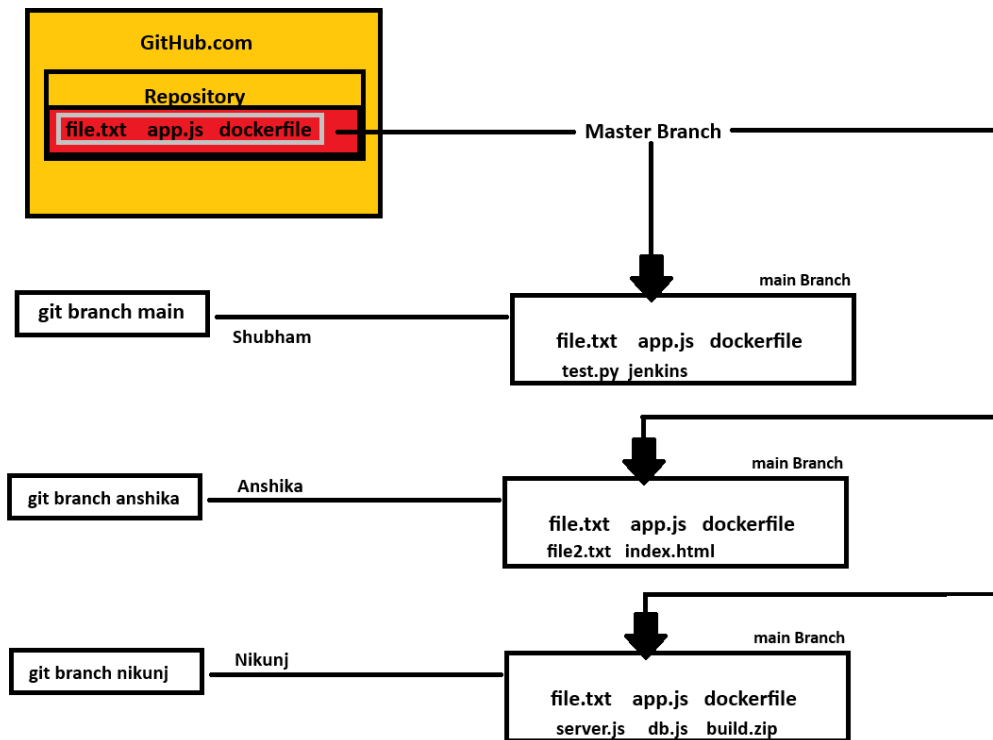 GitHub.com
Repository
file.txt app.js dockerfile
Master Branch
main Branch
git branch main
Shubham
file.txt app.js dockerfile
test.py jenkins
main Branch
git branch anshika
Anshika
file.txt app.js dockerfile
file2.txt index.html
main Branch
git branch nikunj
Nikunj
file.txt app.js dockerfile
server.js db.js build.zip